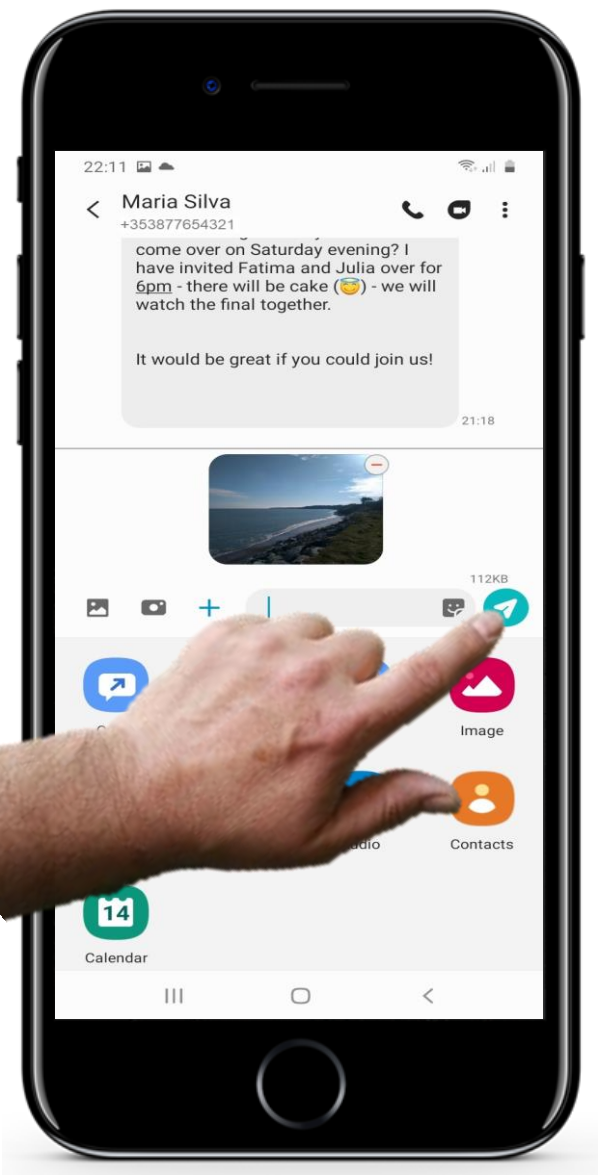 22:11
Maria Silva
+353877654321
come over on Saturday evening? I
have invited Fatima and Julia over for
6pm - there will be cake (😇) - we will
watch the final together.
It would be great if you could join us!
21:18
112KB
Image
Contacts
14
Calendar